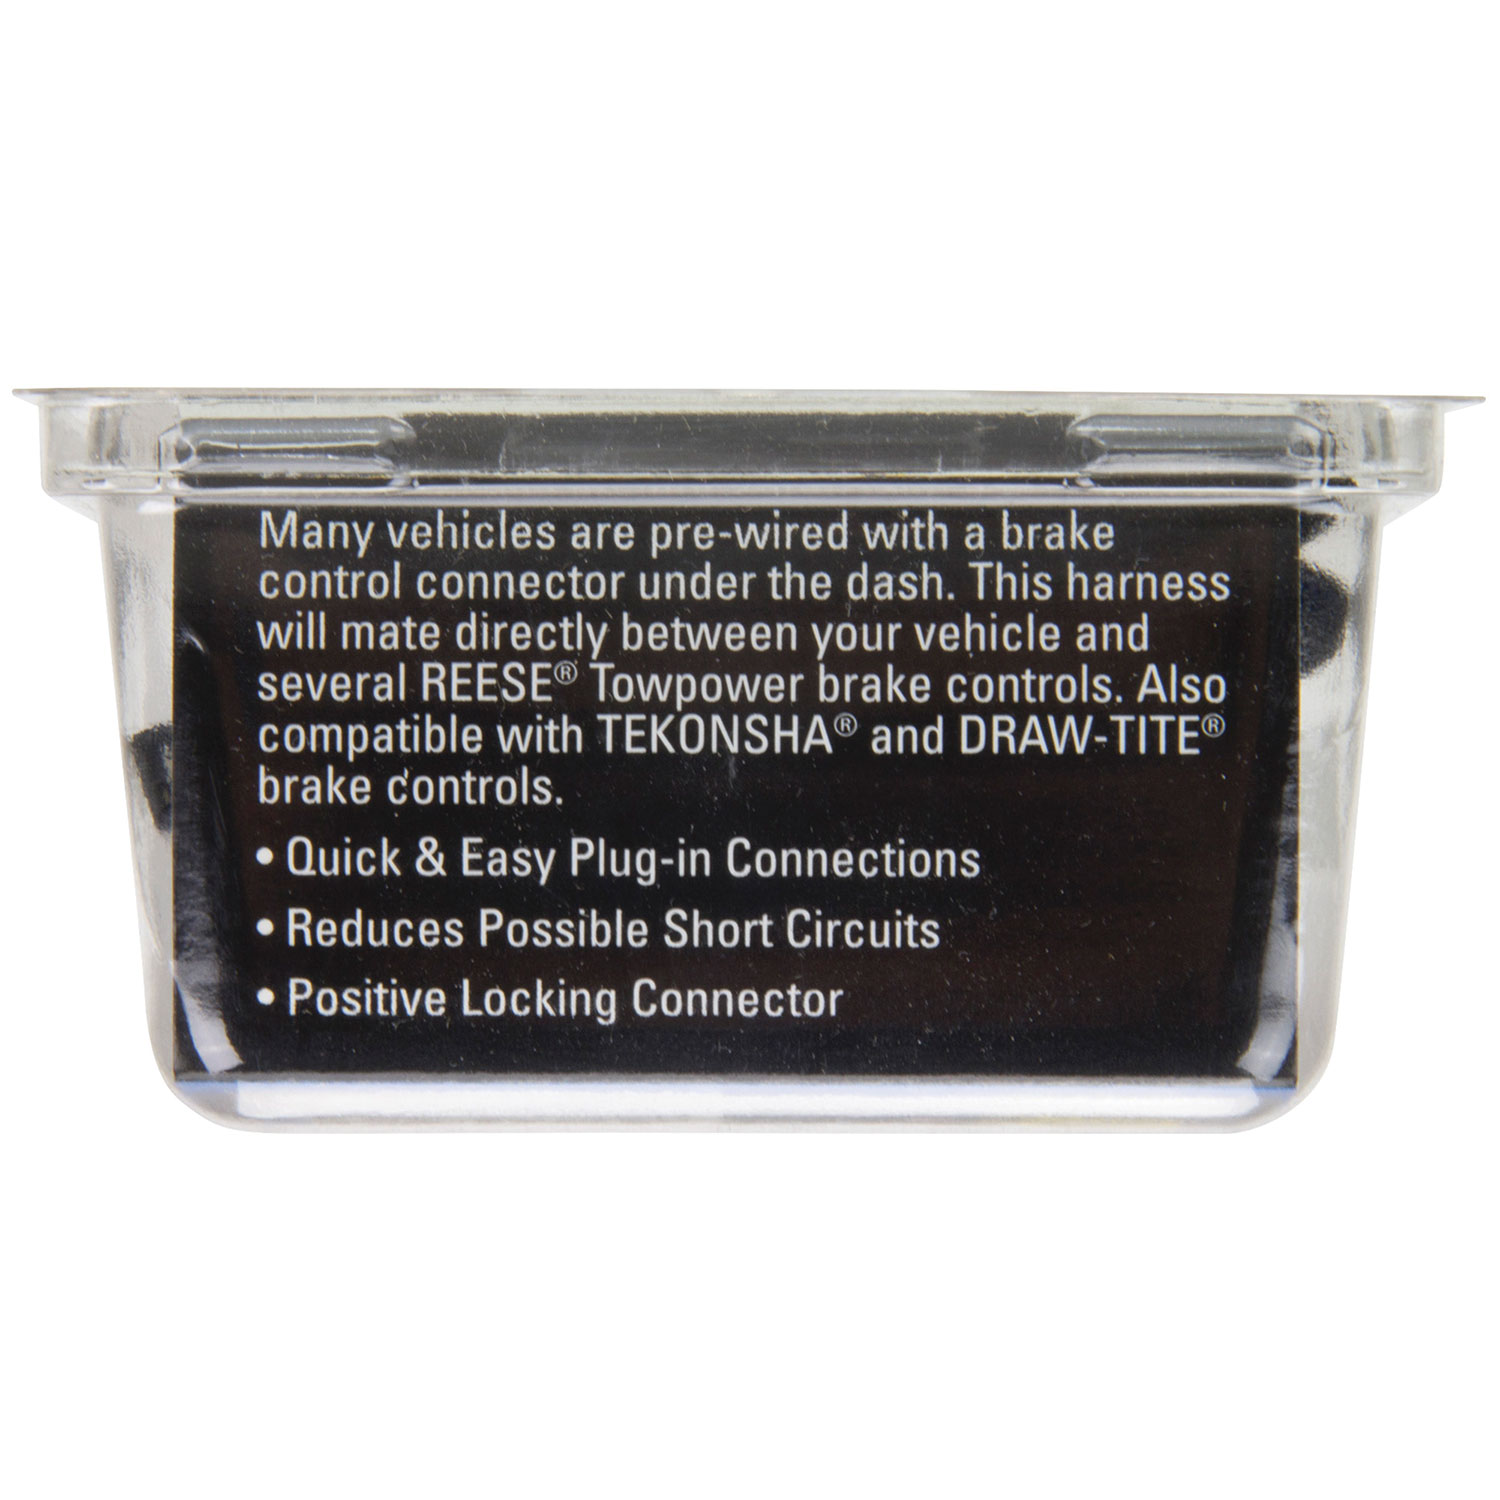 Many vehicles are pre-wired with a brake
control connector under the dash. This harness
will mate directly between your vehicle and
several REESE® Towpower brake controls. Also
compatible with TEKONSHA® and DRAW-TITE®
brake controls.
• Quick & Easy Plug-in Connections
• Reduces Possible Short Circuits
• Positive Locking Connector